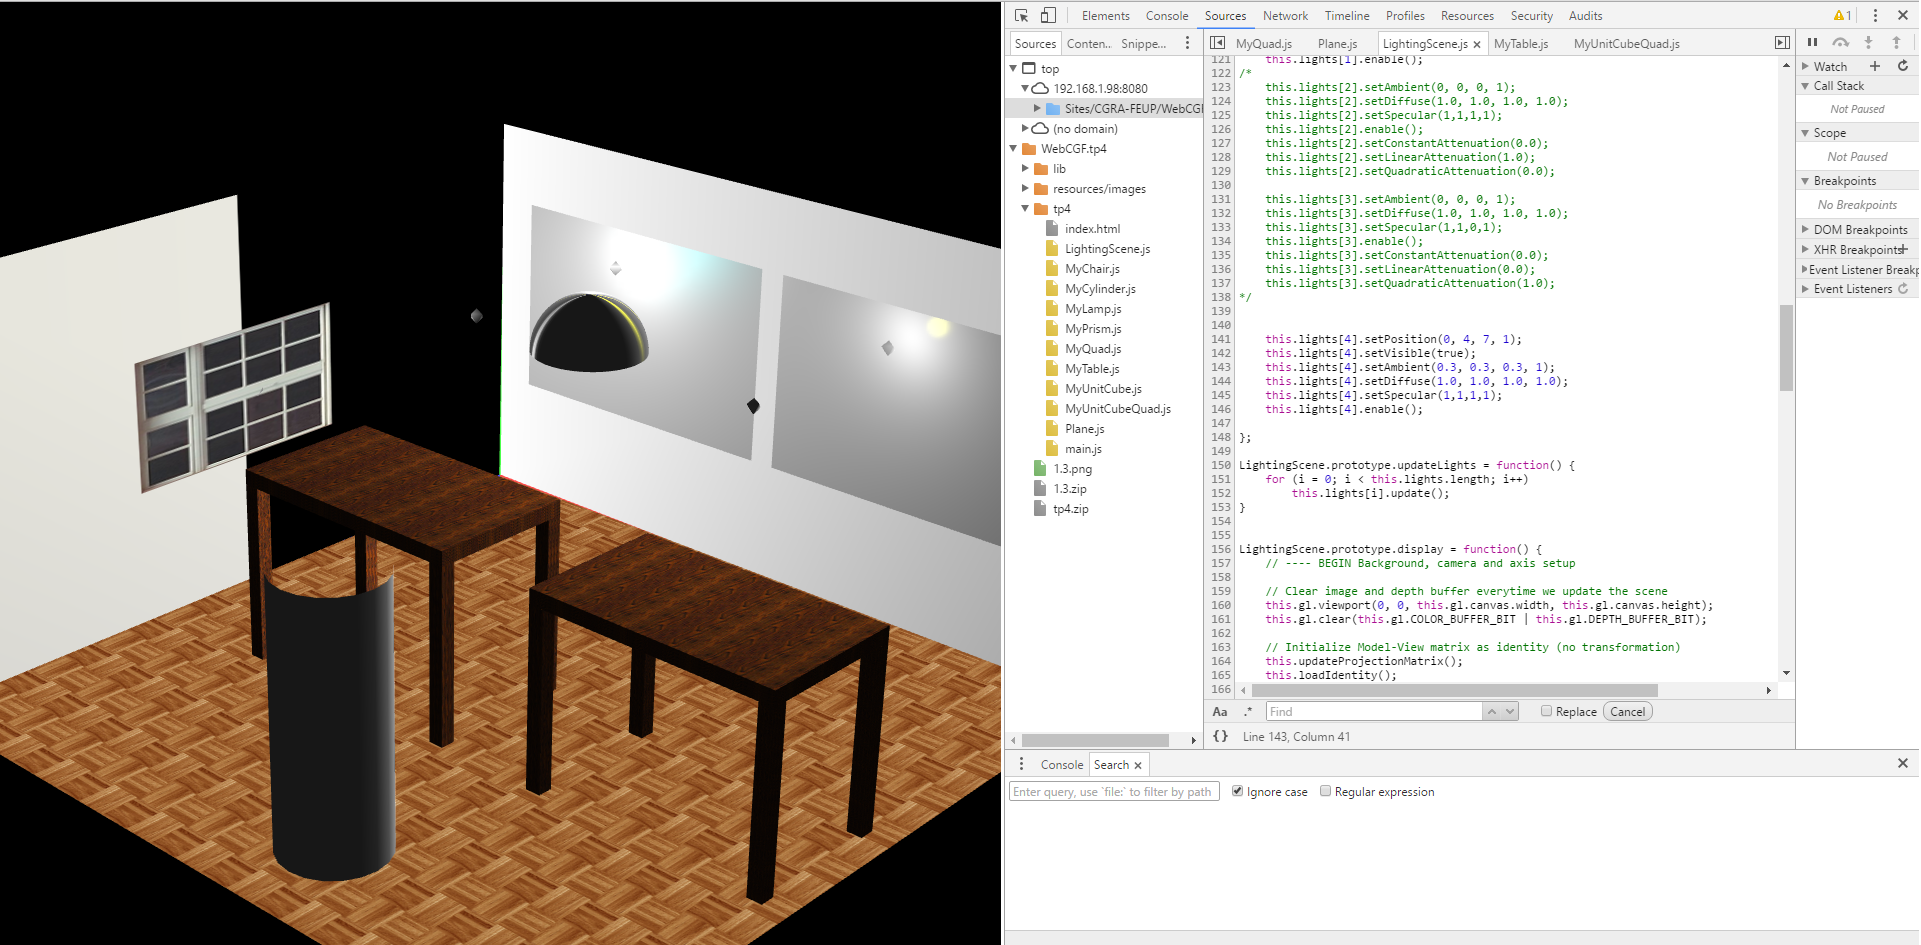 Elements Console Sources Network Timeline Profiles Resources Security Audits 1
Sources Conten... Snippe...
MyQuad.js Plane.js LightingScene.js MyTable.js MyUnitCubeQuad.js
top
192.168.1.98:8080
Sites/CGRA-FEUP/WebCGI
(no domain)
WebCGF.tp4
lib
resources/images
tp4
index.html
LightingScene.js
MyChair.js
MyCylinder.js
MyLamp.js
MyPrism.js
MyQuad.js
MyTable.js
MyUnitCube.js
MyUnitCubeQuad.js
Plane.js
main.js
1.3.png
1.3.zip
tp4.zip
121 this.lights[1].enable();
122 /*
123 this.lights[2].setAmbient(0, 0, 0, 1);
124 this.lights[2].setDiffuse(1.0, 1.0, 1.0, 1.0);
125 this.lights[2].setSpecular(1,1,1,1);
126 this.lights[2].enable();
127 this.lights[2].setConstantAttenuation(0.0);
128 this.lights[2].setLinearAttenuation(1.0);
129 this.lights[2].setQuadraticAttenuation(0.0);
130
131 this.lights[3].setAmbient(0, 0, 0, 1);
132 this.lights[3].setDiffuse(1.0, 1.0, 1.0, 1.0);
133 this.lights[3].setSpecular(1,1,0,1);
134 this.lights[3].enable();
135 this.lights[3].setConstantAttenuation(0.0);
136 this.lights[3].setLinearAttenuation(0.0);
137 this.lights[3].setQuadraticAttenuation(1.0);
138 */
139
140
141 this.lights[4].setPosition(0, 4, 7, 1);
142 this.lights[4].setVisible(true);
143 this.lights[4].setAmbient(0.3, 0.3, 0.3, 1);
144 this.lights[4].setDiffuse(1.0, 1.0, 1.0, 1.0);
145 this.lights[4].setSpecular(1,1,1,1);
146 this.lights[4].enable();
147
148 };
149
150 LightingScene.prototype.updateLights = function() {
151 for (i = 0; i < this.lights.length; i++)
152 this.lights[i].update();
153 }
154
155
156 LightingScene.prototype.display = function() {
157 // ---- BEGIN Background, camera and axis setup
158
159 // Clear image and depth buffer everytime we update the scene
160 this.gl.viewport(0, 0, this.gl.canvas.width, this.gl.canvas.height);
161 this.gl.clear(this.gl.COLOR_BUFFER_BIT | this.gl.DEPTH_BUFFER_BIT);
162
163 // Initialize Model-View matrix as identity (no transformation)
164 this.updateProjectionMatrix();
165 this.loadIdentity();
166
Aa .* Find Replace Cancel
{} Line 143, Column 41
Watch
Call Stack
Not Paused
Scope
Not Paused
Breakpoints
No Breakpoints
DOM Breakpoints
XHR Breakpoints
Event Listener Breakp
Event Listeners
Console Search
Enter query, use `file:` to filter by path Ignore case Regular expression